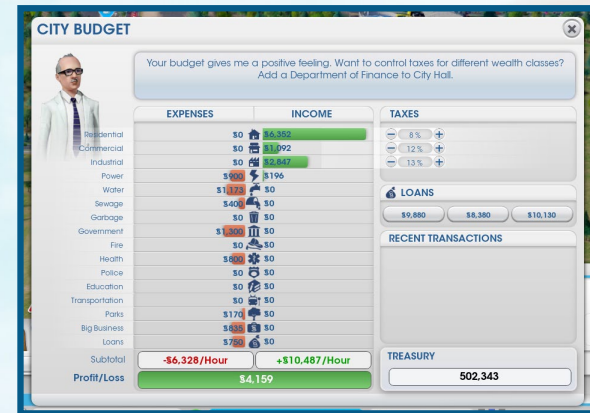 CITY BUDGET
Your budget gives me a positive feeling. Want to
control taxes for different wealth classes?
Add a Department of Finance to City Hall.
EXPENSES INCOME
Residential $0 $6,352
Commercial $0 $1,092
Industrial $0 $2,847
Power $900 $196
Water $1,173 $0
Sewage $400 $0
Garbage $0 $0
Government $1,300 $0
Fire $0 $0
Health $800 $0
Police $0 $0
Education $0 $0
Transportation $0 $0
Parks $170 $0
Big Business $835 $0
Loans $750 $0
Subtotal -$6,328/Hour +$10,487/Hour
Profit/Loss $4,159
TAXES
8 %
12 %
13 %
LOANS
$9,880 $8,380 $10,130
RECENT TRANSACTIONS
TREASURY
502,343